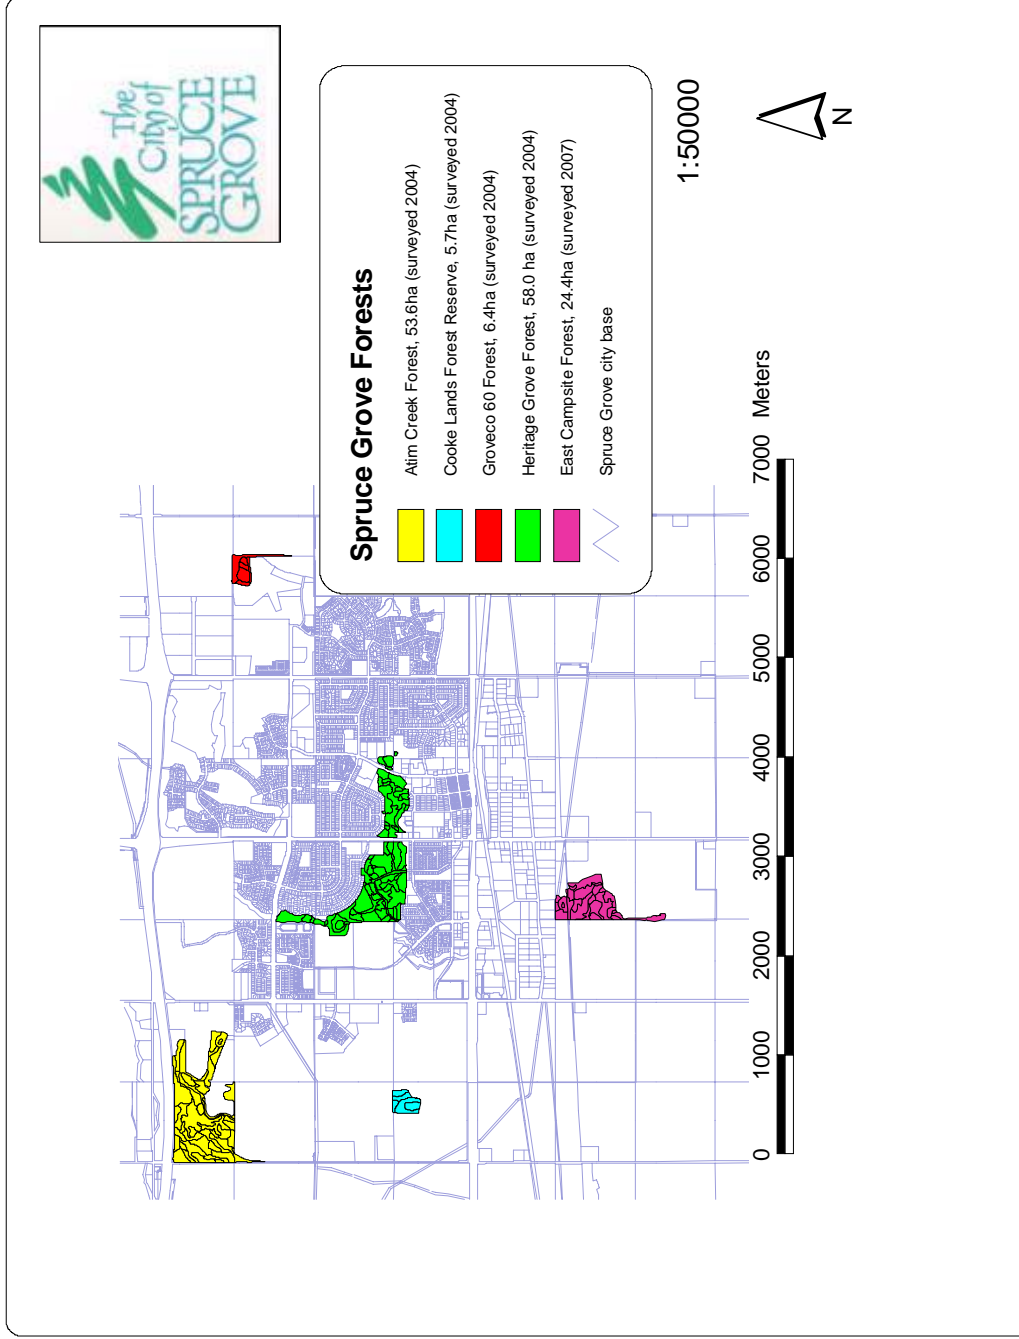 The
City of
SPRUCE
GROVE
Spruce Grove Forests
Atim Creek Forest, 53.6ha (surveyed 2004)
Cooke Lands Forest Reserve, 5.7ha (surveyed 2004)
Groveco 60 Forest, 6.4ha (surveyed 2004)
Heritage Grove Forest, 58.0 ha (surveyed 2004)
East Campsite Forest, 24.4ha (surveyed 2007)
Spruce Grove city base
1:50000
N
0 1000 2000 3000 4000 5000 6000 7000 Meters